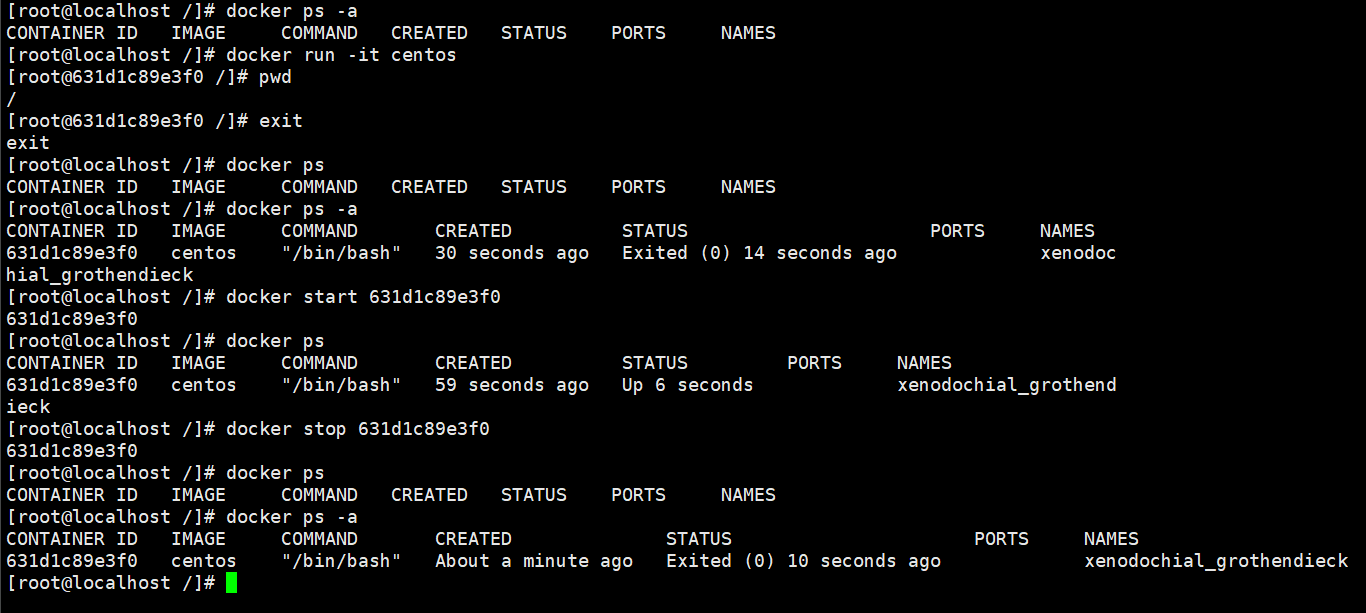 [root@localhost /]# docker ps -a
CONTAINER ID   IMAGE     COMMAND   CREATED   STATUS    PORTS     NAMES
[root@localhost /]# docker run -it centos
[root@631d1c89e3f0 /]# pwd
/
[root@631d1c89e3f0 /]# exit
exit
[root@localhost /]# docker ps
CONTAINER ID   IMAGE     COMMAND   CREATED   STATUS    PORTS     NAMES
[root@localhost /]# docker ps -a
CONTAINER ID   IMAGE     COMMAND       CREATED          STATUS                      PORTS     NAMES
631d1c89e3f0   centos    "/bin/bash"   30 seconds ago   Exited (0) 14 seconds ago             xenodoc
hial_grothendieck
[root@localhost /]# docker start 631d1c89e3f0
631d1c89e3f0
[root@localhost /]# docker ps
CONTAINER ID   IMAGE     COMMAND       CREATED          STATUS         PORTS     NAMES
631d1c89e3f0   centos    "/bin/bash"   59 seconds ago   Up 6 seconds             xenodochial_grothend
ieck
[root@localhost /]# docker stop 631d1c89e3f0
631d1c89e3f0
[root@localhost /]# docker ps
CONTAINER ID   IMAGE     COMMAND   CREATED   STATUS    PORTS     NAMES
[root@localhost /]# docker ps -a
CONTAINER ID   IMAGE     COMMAND       CREATED              STATUS                      PORTS     NAMES
631d1c89e3f0   centos    "/bin/bash"   About a minute ago   Exited (0) 10 seconds ago             xenodochial_grothendieck
[root@localhost /]#